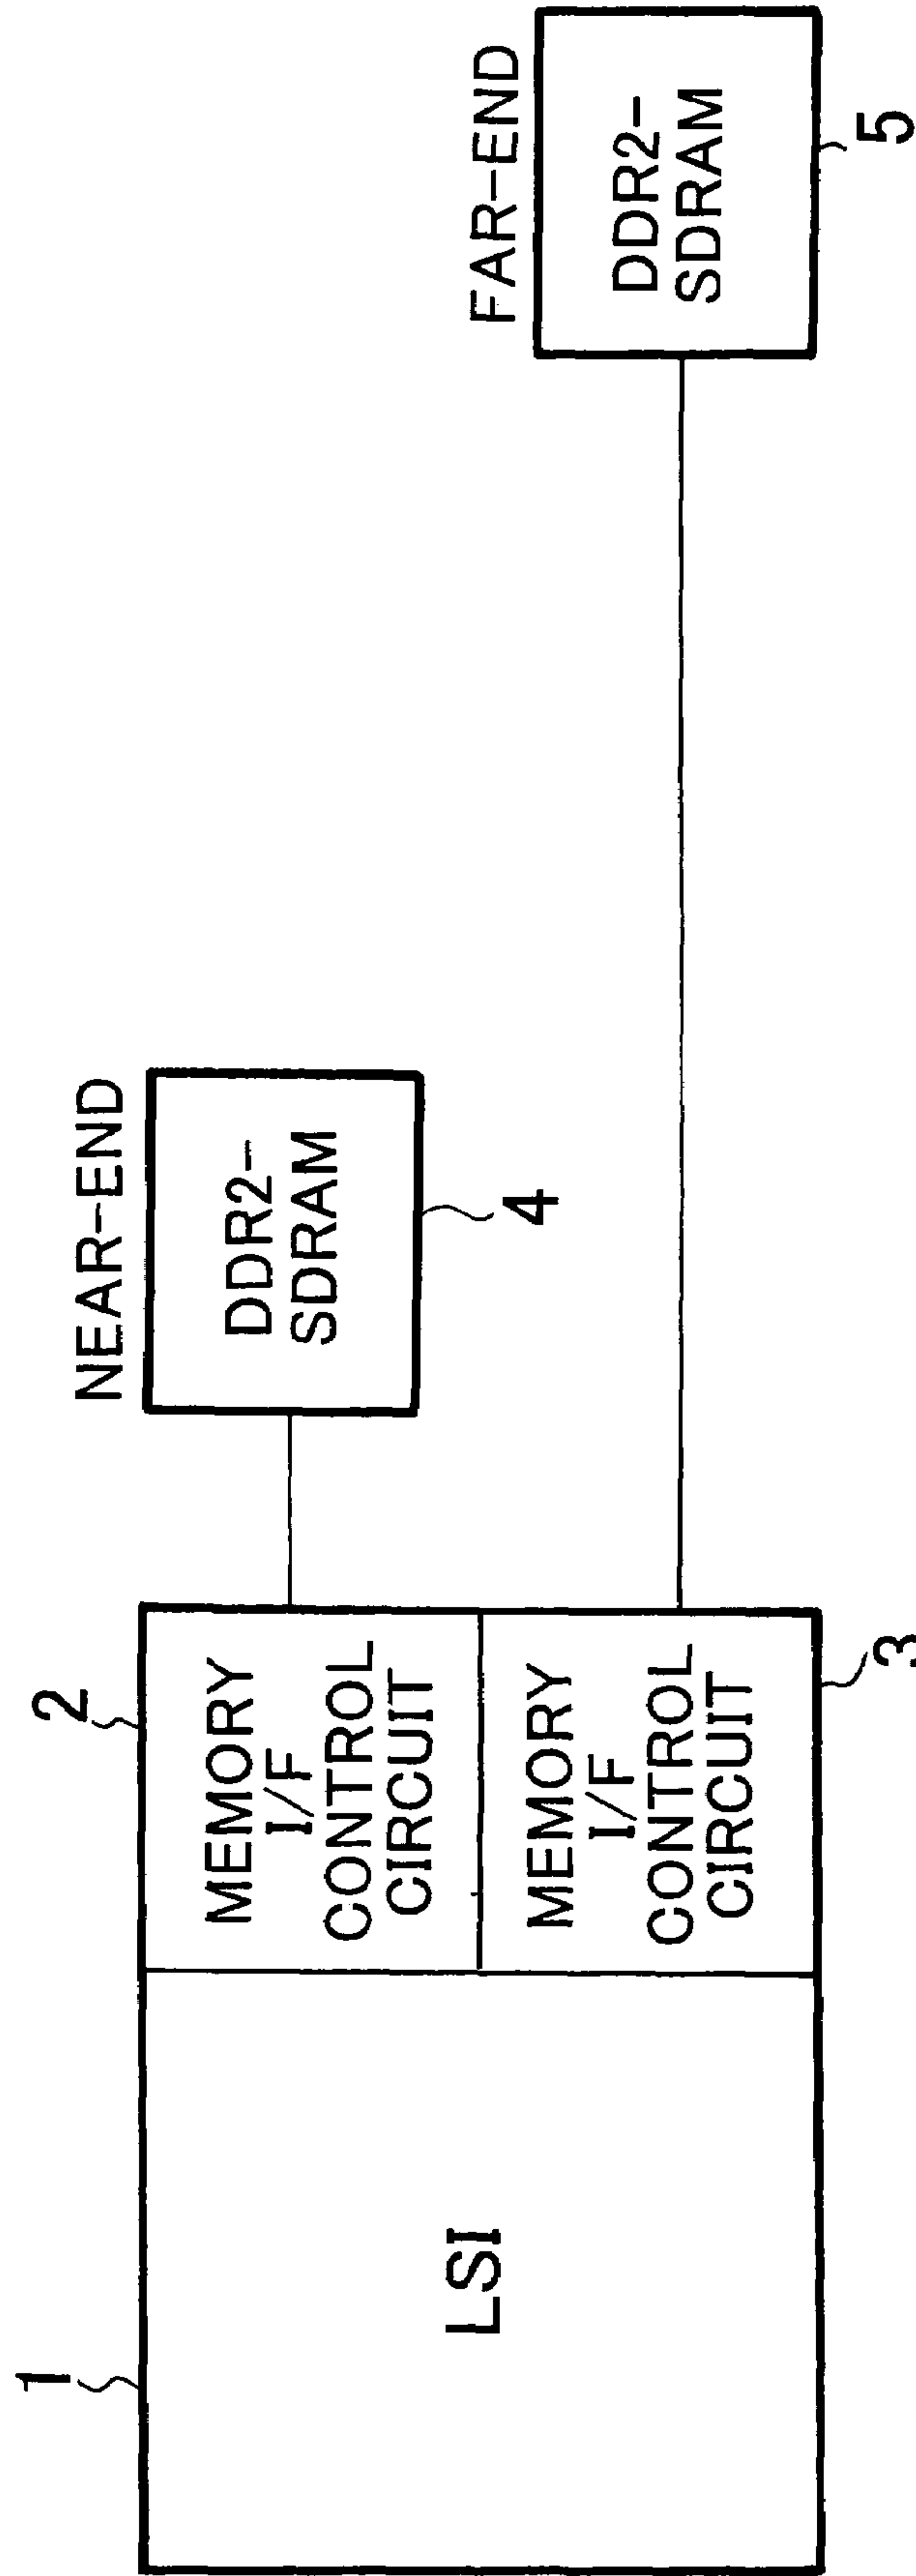 1
LSI
2
MEMORY
I/F
CONTROL
CIRCUIT
MEMORY
I/F
CONTROL
CIRCUIT
3
NEAR-END
DDR2-
SDRAM
4
FAR-END
DDR2-
SDRAM
5